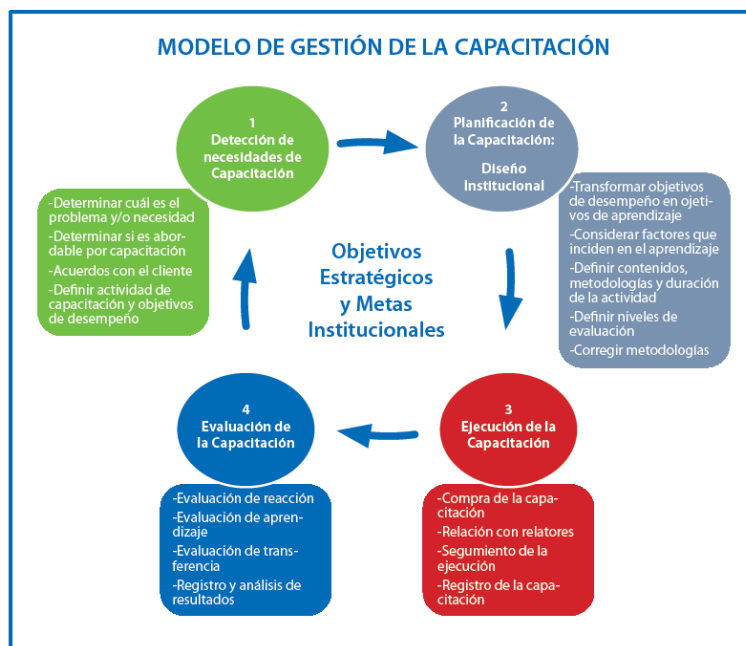 MODELO DE GESTIÓN DE LA CAPACITACIÓN
1
Detección de
necesidades de
Capacitación
-Determinar cuál es el
problema y/o necesidad
-Determinar si es abor-
dable por capacitación
-Acuerdos con el cliente
-Definir actividad de
capacitación y objetivos
de desempeño
2
Planificación de
la Capacitación:
Diseño
Institucional
-Transformar objetivos
de desempeño en ojeti-
vos de aprendizaje
-Considerar factores que
inciden en el aprendizaje
-Definir contenidos,
metodologías y duración
de la actividad
-Definir niveles de
evaluación
-Corregir metodologías
Objetivos
Estratégicos
y Metas
Institucionales
3
Ejecución de la
Capacitación
-Compra de la capa-
citación
-Relación con relatores
-Segumiento de la
ejecución
-Registro de la capa-
citación
4
Evaluación de
la Capacitación
-Evaluación de reacción
-Evaluación de apren-
dizaje
-Evaluación de trans-
ferencia
-Registro y análisis de
resultados